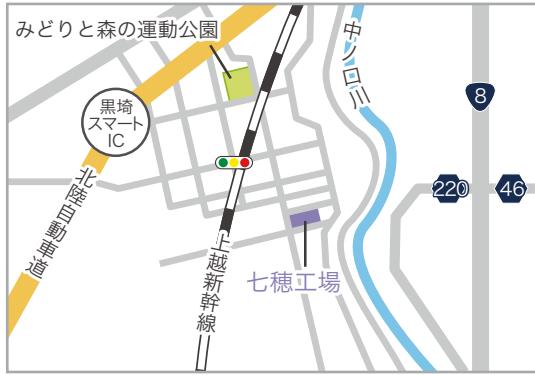 みどりと森の運動公園
中ノ口川
8
黒埼
スマート
IC
220
46
北陸自動車道
上越新幹線
七穂工場